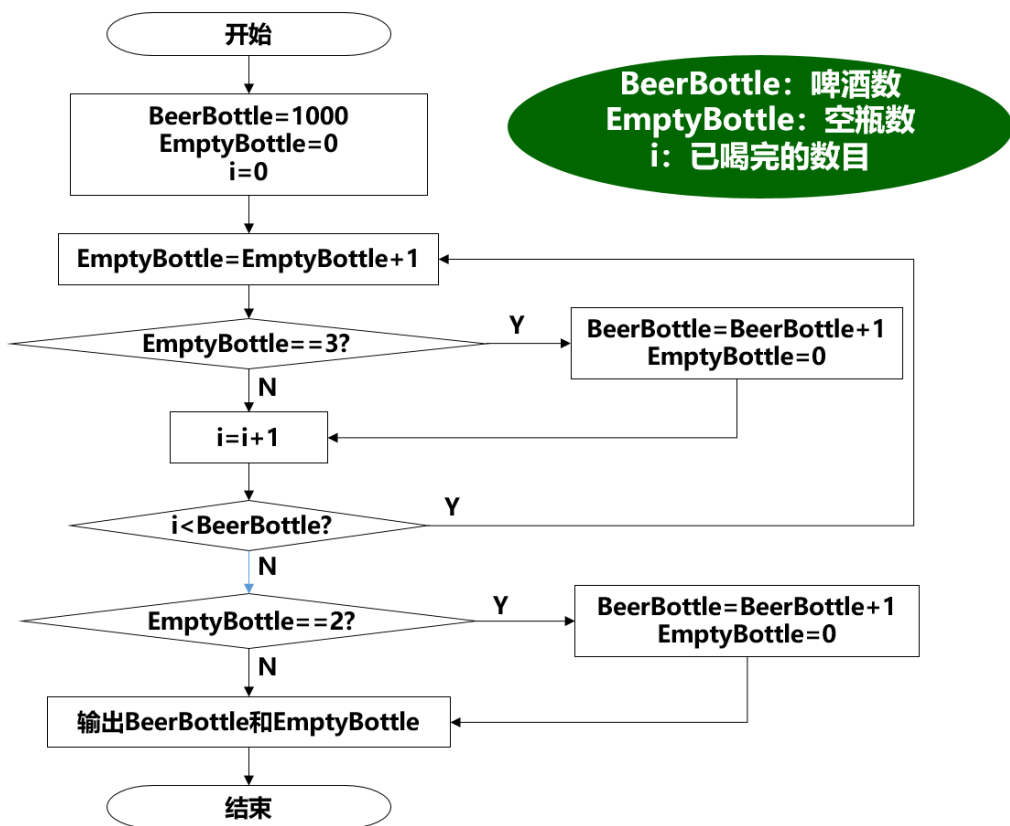 开始
BeerBottle=1000
EmptyBottle=0
i=0
BeerBottle：啤酒数
EmptyBottle：空瓶数
i：已喝完的数目
EmptyBottle=EmptyBottle+1
EmptyBottle==3?
Y
BeerBottle=BeerBottle+1
EmptyBottle=0
N
i=i+1
i<BeerBottle?
Y
N
EmptyBottle==2?
Y
BeerBottle=BeerBottle+1
EmptyBottle=0
N
输出BeerBottle和EmptyBottle
结束